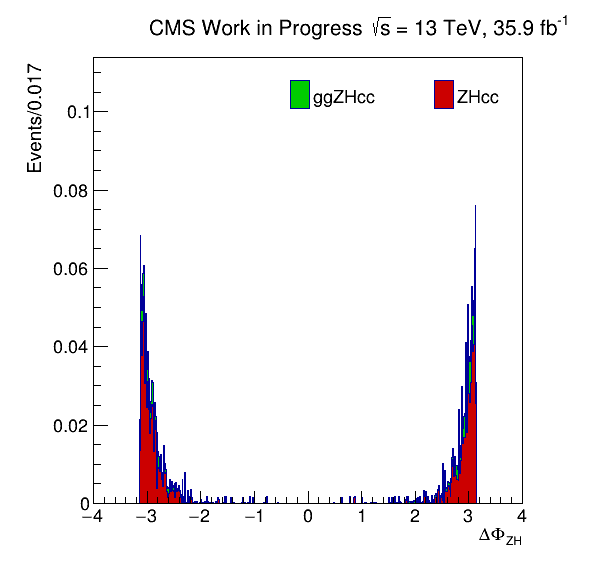 CMS Work in Progress √s = 13 TeV, 35.9 fb⁻¹
Events/0.017
ggZHcc ZHcc
0.1
0.08
0.06
0.04
0.02
0
−4 −3 −2 −1 0 1 2 3 4
ΔΦ_ZH